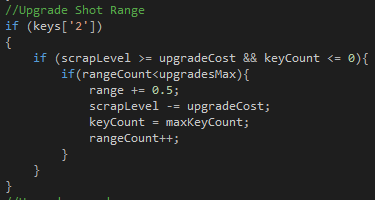 //Upgrade Shot Range
if (keys['2'])
{
    if (scrapLevel >= upgradeCost && keyCount <= 0){
        if(rangeCount<upgradesMax){
            range += 0.5;
            scrapLevel -= upgradeCost;
            keyCount = maxKeyCount;
            rangeCount++;
        }
    }
}